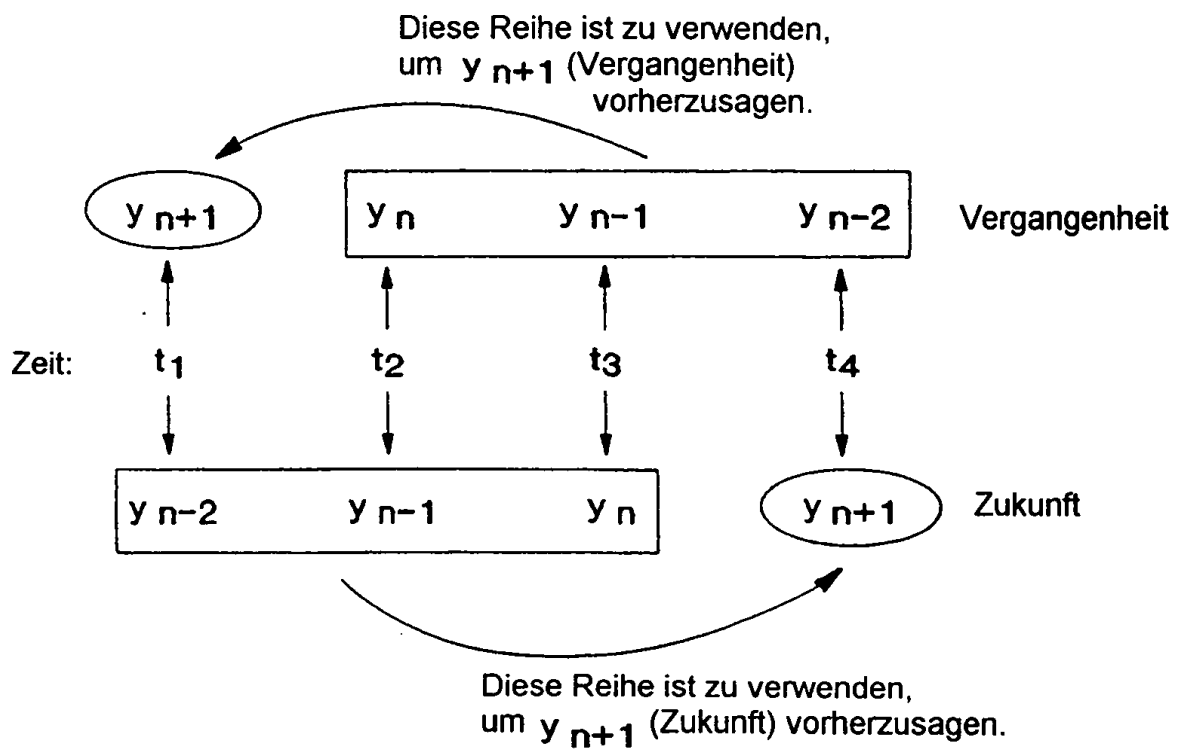 Diese Reihe ist zu verwenden,
um y n+1 (Vergangenheit)
vorherzusagen.
y n+1 y n y n-1 y n-2 Vergangenheit
Zeit: t1 t2 t3 t4
y n-2 y n-1 y n y n+1 Zukunft
Diese Reihe ist zu verwenden,
um y n+1 (Zukunft) vorherzusagen.